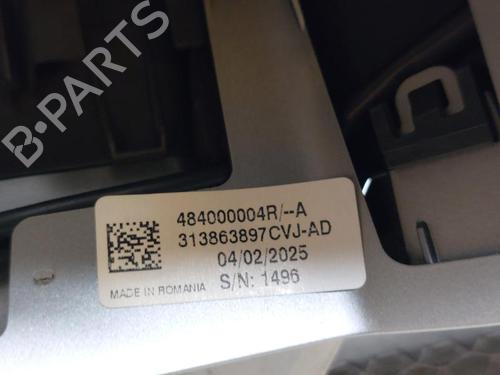 B-PARTS
484000004R/--A
313863897CVJ-AD
04/02/2025
MADE IN ROMANIA S/N: 1496